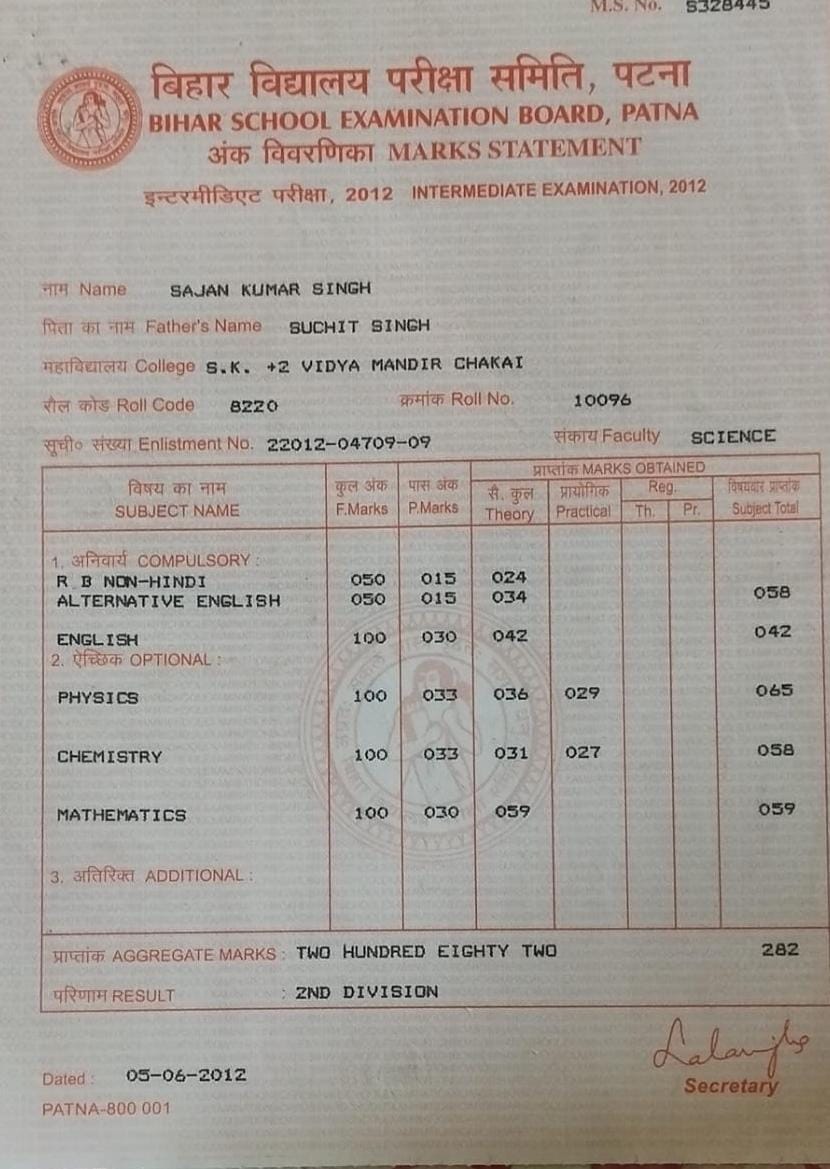 M.S. No. S328445
बिहार विद्यालय परीक्षा समिति, पटना
BIHAR SCHOOL EXAMINATION BOARD, PATNA
अंक विवरणिका MARKS STATEMENT
इन्टरमीडिएट परीक्षा, 2012 INTERMEDIATE EXAMINATION, 2012
नाम Name SAJAN KUMAR SINGH
पिता का नाम Father's Name SUCHIT SINGH
महाविद्यालय College S.K. +2 VIDYA MANDIR CHAKAI
रौल कोड Roll Code 8220 क्रमांक Roll No. 10096
सूची० संख्या Enlistment No. 22012-04709-09 संकाय Faculty SCIENCE
विषय का नाम कुल अंक पास अंक प्राप्तांक MARKS OBTAINED
SUBJECT NAME F.Marks P.Marks सै. कुल Theory प्रायोगिक Practical Reg. Th. Pr. विषयवार प्राप्तांक Subject Total
1. अनिवार्य COMPULSORY :
R B NON-HINDI 050 015 024
ALTERNATIVE ENGLISH 050 015 034 058
ENGLISH 100 030 042 042
2. ऐच्छिक OPTIONAL :
PHYSICS 100 033 036 029 065
CHEMISTRY 100 033 031 027 058
MATHEMATICS 100 030 059 059
3. अतिरिक्त ADDITIONAL :
प्राप्तांक AGGREGATE MARKS : TWO HUNDRED EIGHTY TWO 282
परिणाम RESULT : 2ND DIVISION
Dated : 05-06-2012
Secretary
PATNA-800 001